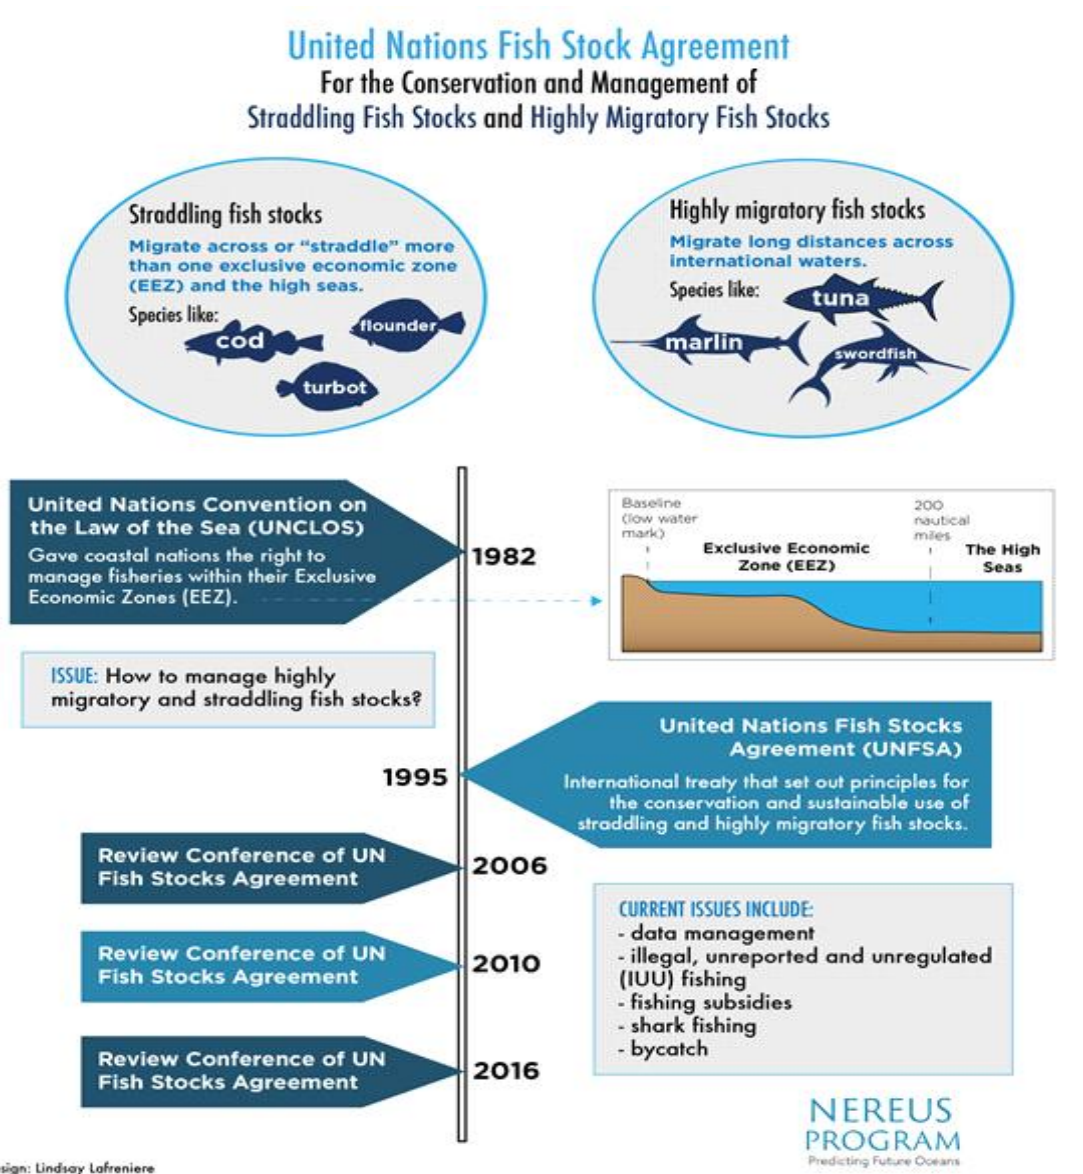 United Nations Fish Stock Agreement
For the Conservation and Management of
Straddling Fish Stocks and Highly Migratory Fish Stocks
Straddling fish stocks
Migrate across or "straddle" more
than one exclusive economic zone
(EEZ) and the high seas.
Species like:
cod
flounder
turbot
Highly migratory fish stocks
Migrate long distances across
international waters.
Species like:
tuna
marlin
swordfish
United Nations Convention on
the Law of the Sea (UNCLOS)
Gave coastal nations the right to
manage fisheries within their Exclusive
Economic Zones (EEZ).
1982
Baseline
(low water
mark)
Exclusive Economic
Zone (EEZ)
200
nautical
miles
The High
Seas
ISSUE: How to manage highly
migratory and straddling fish stocks?
1995
United Nations Fish Stocks
Agreement (UNFSA)
International treaty that set out principles for
the conservation and sustainable use of
straddling and highly migratory fish stocks.
Review Conference of UN
Fish Stocks Agreement
2006
Review Conference of UN
Fish Stocks Agreement
2010
Review Conference of UN
Fish Stocks Agreement
2016
CURRENT ISSUES INCLUDE:
- data management
- illegal, unreported and unregulated
(IUU) fishing
- fishing subsidies
- shark fishing
- bycatch
NEREUS
PROGRAM
Predicting Future Oceans
sign: Lindsay Lafreniere